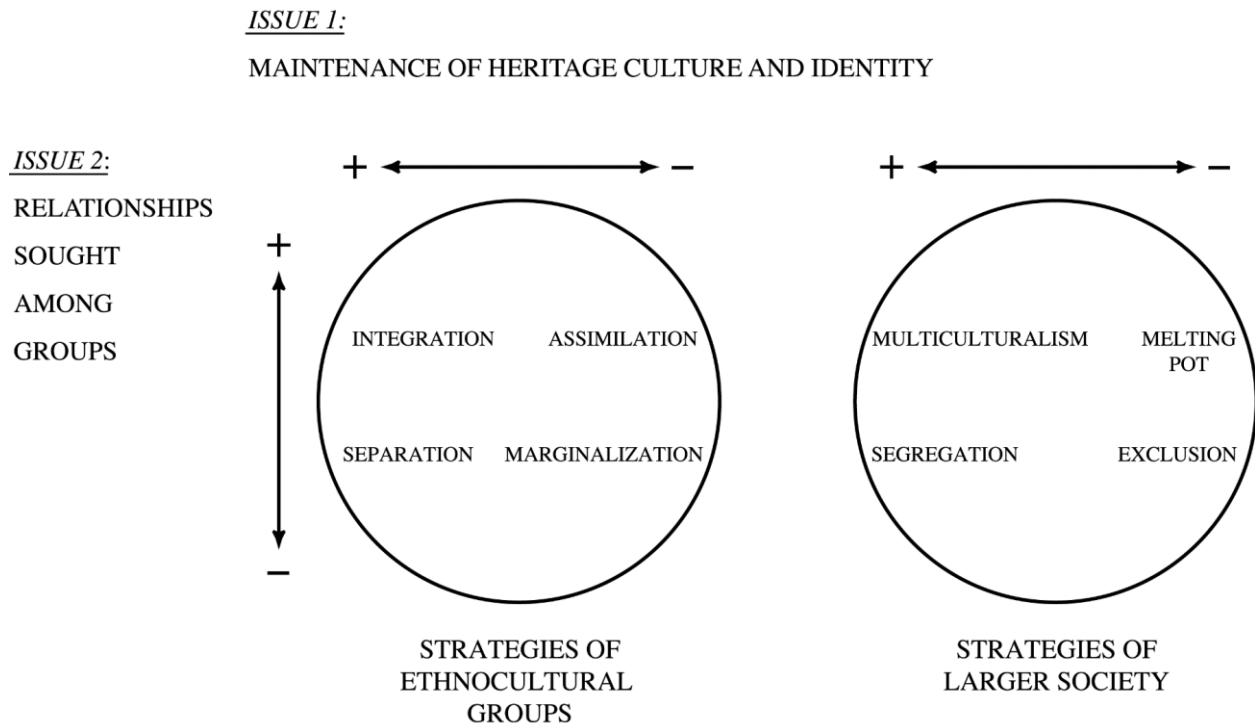 ISSUE 1:
MAINTENANCE OF HERITAGE CULTURE AND IDENTITY
ISSUE 2:
RELATIONSHIPS
SOUGHT
AMONG
GROUPS
+ −
+ −
+
−
INTEGRATION ASSIMILATION
SEPARATION MARGINALIZATION
STRATEGIES OF
ETHNOCULTURAL
GROUPS
MULTICULTURALISM MELTING
POT
SEGREGATION EXCLUSION
STRATEGIES OF
LARGER SOCIETY